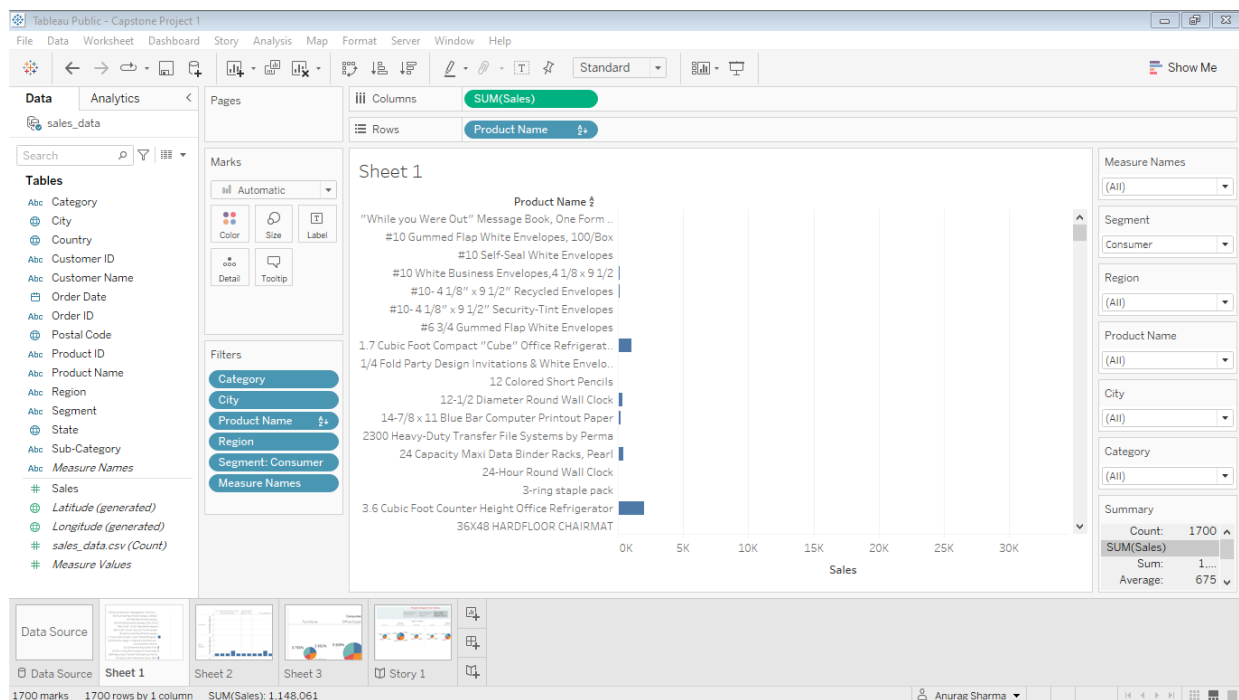 Tableau Public - Capstone Project 1
File Data Worksheet Dashboard Story Analysis Map Format Server Window Help
Standard
Show Me
Data Analytics
sales_data
Search
Tables
Abc Category
City
Country
Abc Customer ID
Abc Customer Name
Order Date
Abc Order ID
Postal Code
Abc Product ID
Abc Product Name
Abc Region
Abc Segment
State
Abc Sub-Category
Abc Measure Names
# Sales
Latitude (generated)
Longitude (generated)
# sales_data.csv (Count)
# Measure Values
Pages
Marks
Automatic
Color Size Label
Detail Tooltip
Filters
Category
City
Product Name
Region
Segment: Consumer
Measure Names
Columns SUM(Sales)
Rows Product Name
Sheet 1
Product Name
"While you Were Out" Message Book, One Form ..
#10 Gummed Flap White Envelopes, 100/Box
#10 Self-Seal White Envelopes
#10 White Business Envelopes,4 1/8 x 9 1/2
#10- 4 1/8" x 9 1/2" Recycled Envelopes
#10- 4 1/8" x 9 1/2" Security-Tint Envelopes
#6 3/4 Gummed Flap White Envelopes
1.7 Cubic Foot Compact "Cube" Office Refrigerat..
1/4 Fold Party Design Invitations & White Envelo..
12 Colored Short Pencils
12-1/2 Diameter Round Wall Clock
14-7/8 x 11 Blue Bar Computer Printout Paper
2300 Heavy-Duty Transfer File Systems by Perma
24 Capacity Maxi Data Binder Racks, Pearl
24-Hour Round Wall Clock
3-ring staple pack
3.6 Cubic Foot Counter Height Office Refrigerator
36X48 HARDFLOOR CHAIRMAT
0K 5K 10K 15K 20K 25K 30K
Sales
Measure Names
(All)
Segment
Consumer
Region
(All)
Product Name
(All)
City
(All)
Category
(All)
Summary
Count: 1700
SUM(Sales)
Sum: 1,...
Average: 675
Data Source
Data Source Sheet 1 Sheet 2 Sheet 3 Story 1
1700 marks 1700 rows by 1 column SUM(Sales): 1,148,061
Anurag Sharma